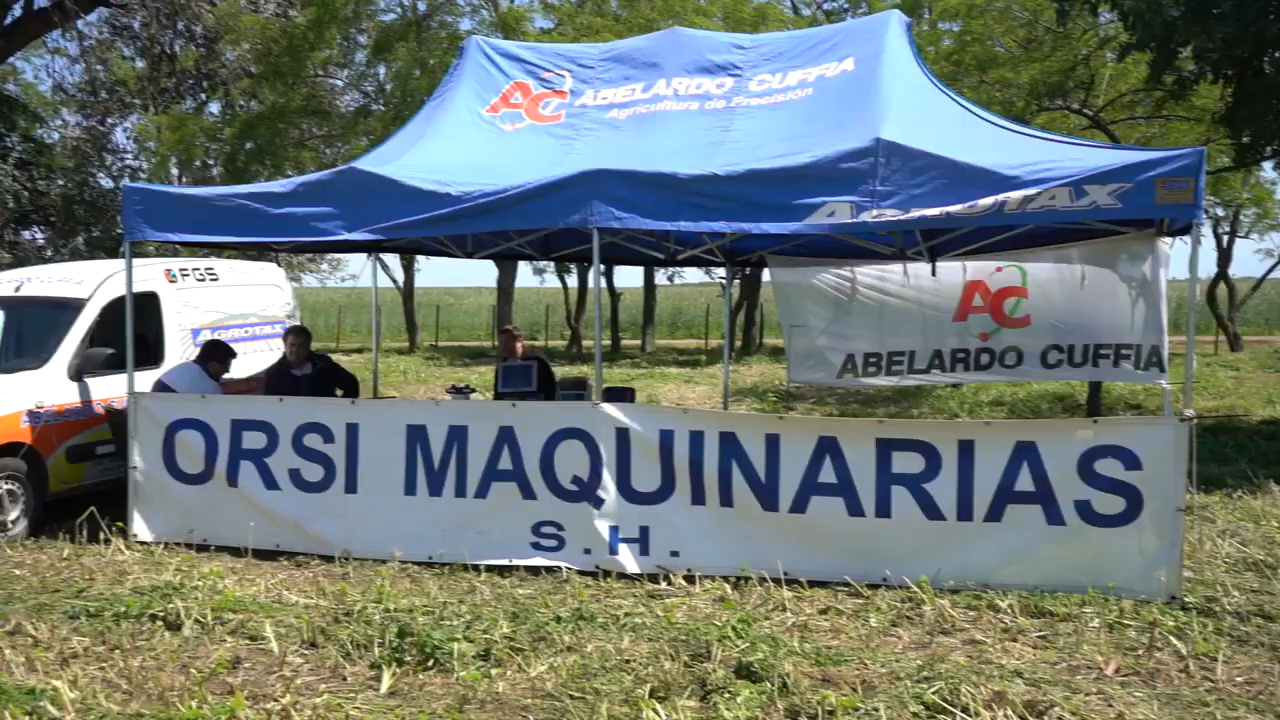 AC ABELARDO CUFFIA
Agricultura de Precisión
AGROTAX
FGS
AGROTAX
AC
ABELARDO CUFFIA
ORSI MAQUINARIAS
S.H.